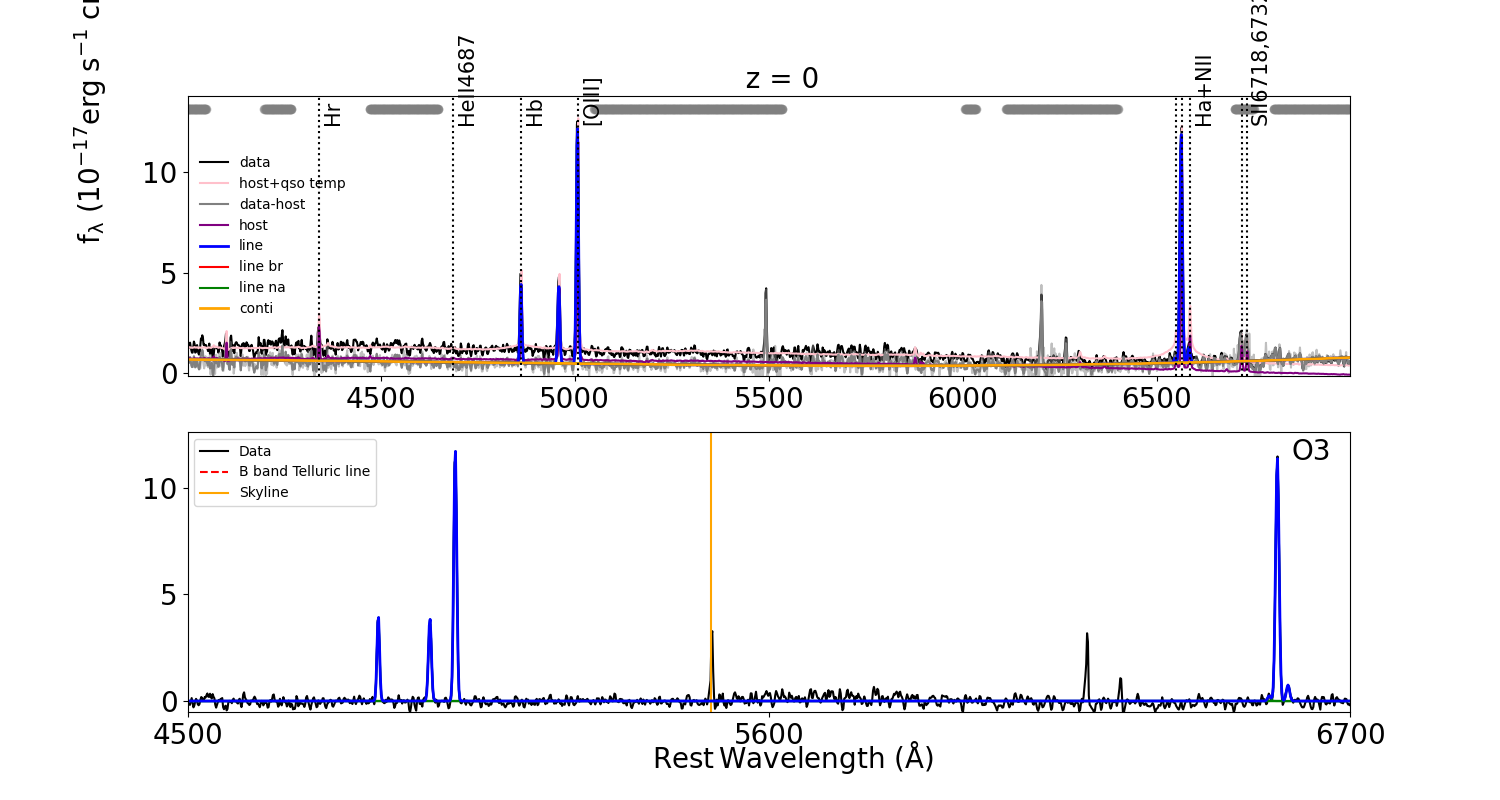 z = 0
f_λ (10⁻¹⁷erg s⁻¹ c
Hr
HeII4687
Hb
[OIII]
Ha+NII
SII6718,673
10
5
0
data
host+qso temp
data-host
host
line
line br
line na
conti
4500
5000
5500
6000
6500
O3
10
5
0
Data
B band Telluric line
Skyline
4500
5600
6700
Rest Wavelength (Å)